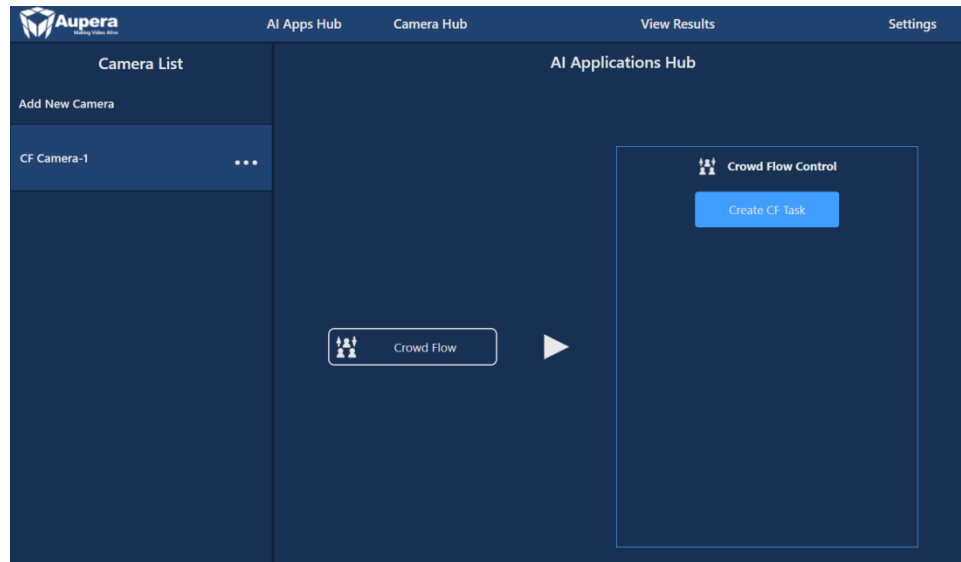 Aupera
Making Video Alive
AI Apps Hub
Camera Hub
View Results
Settings
Camera List
Add New Camera
CF Camera-1
AI Applications Hub
Crowd Flow
Crowd Flow Control
Create CF Task